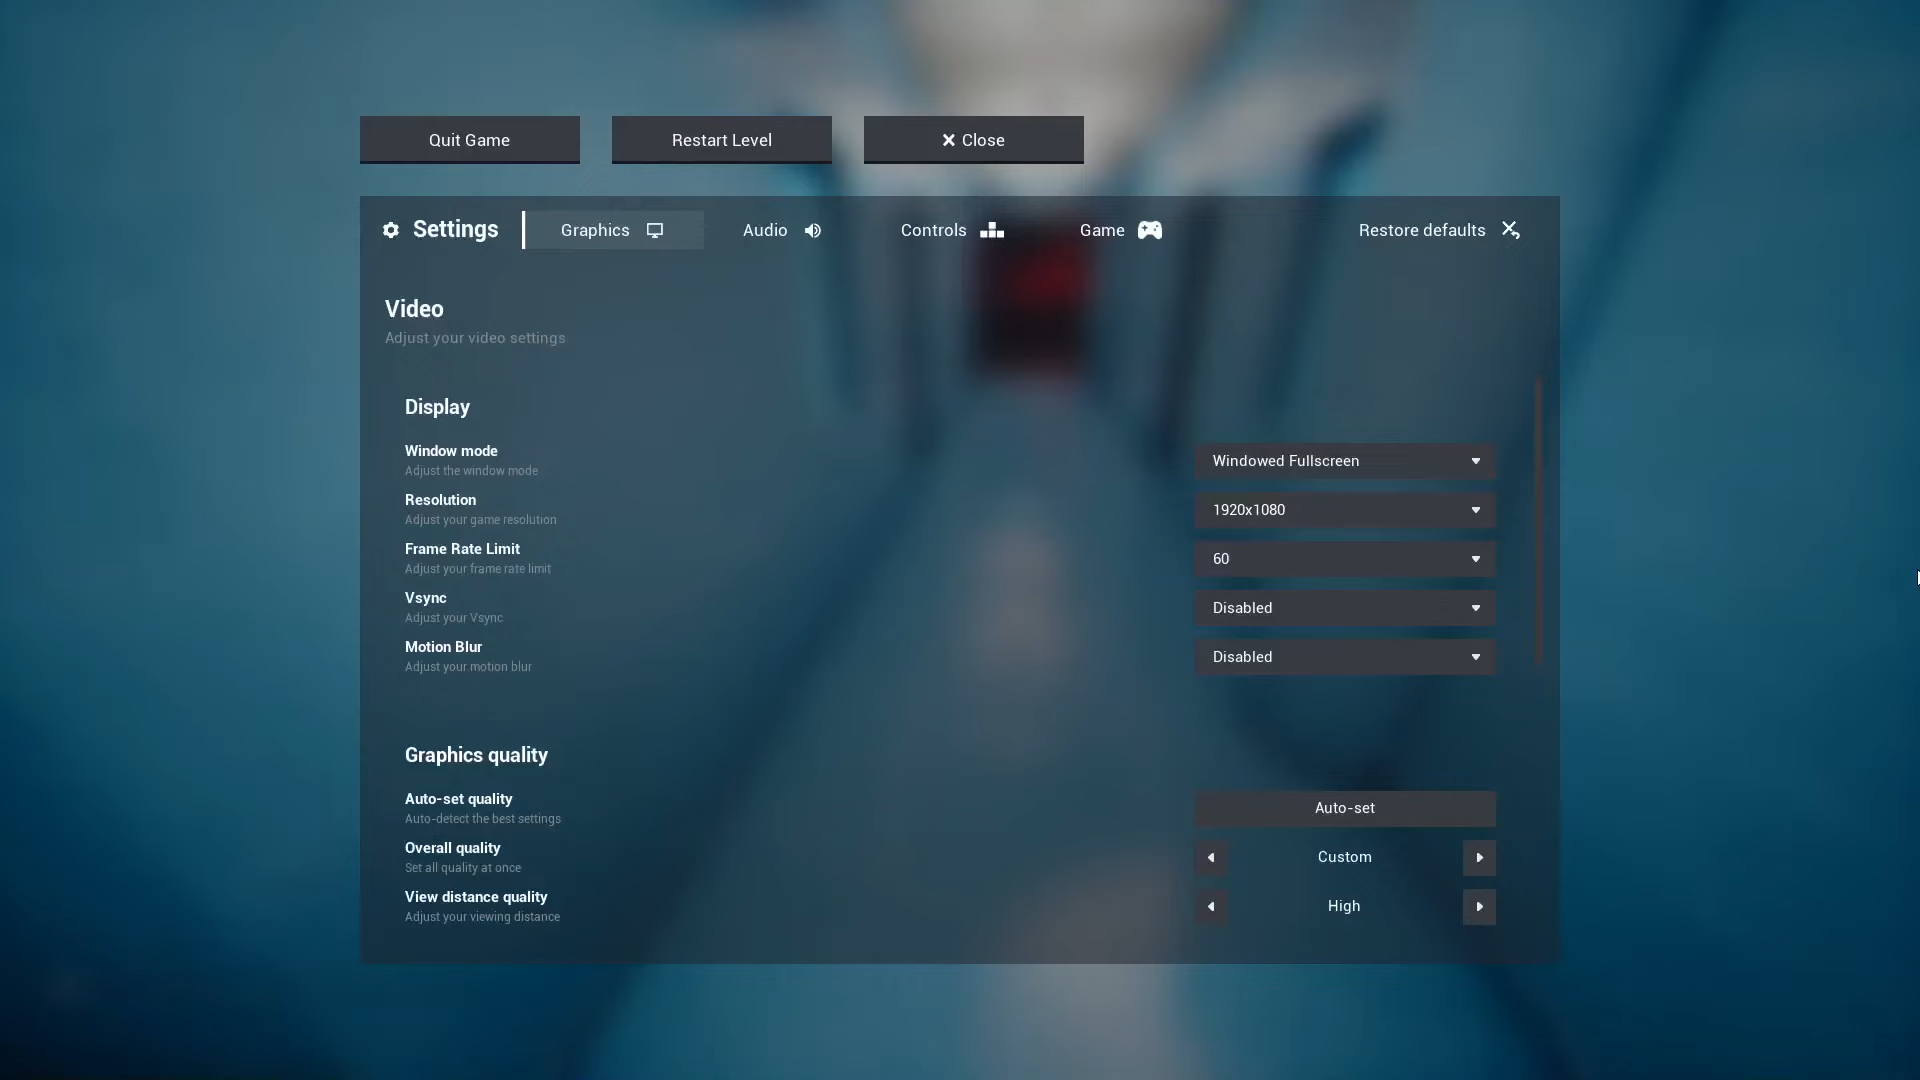 Quit Game
Restart Level
Close
Settings
Graphics
Audio
Controls
Game
Restore defaults
Video
Adjust your video settings
Display
Window mode
Adjust the window mode
Windowed Fullscreen
Resolution
Adjust your game resolution
1920x1080
Frame Rate Limit
Adjust your frame rate limit
60
Vsync
Adjust your Vsync
Disabled
Motion Blur
Adjust your motion blur
Disabled
Graphics quality
Auto-set quality
Auto-detect the best settings
Auto-set
Overall quality
Set all quality at once
Custom
View distance quality
Adjust your viewing distance
High